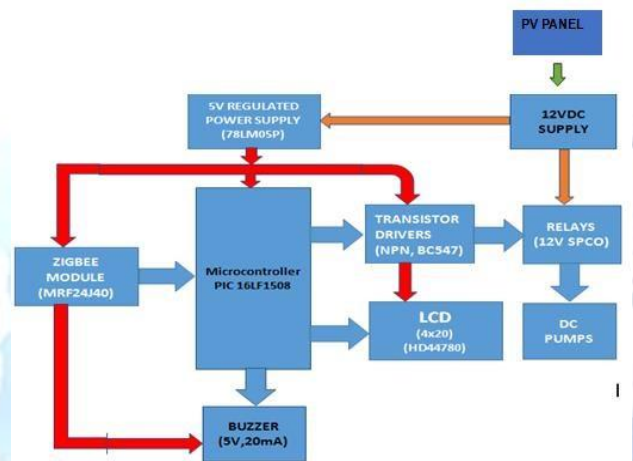 PV PANEL
5V REGULATED
POWER SUPPLY
(78LM05P)
12VDC
SUPPLY
ZIGBEE
MODULE
(MRF24J40)
Microcontroller
PIC 16LF1508
TRANSISTOR
DRIVERS
(NPN, BC547)
RELAYS
(12V SPCO)
LCD
(4x20)
(HD44780)
DC
PUMPS
BUZZER
(5V,20mA)